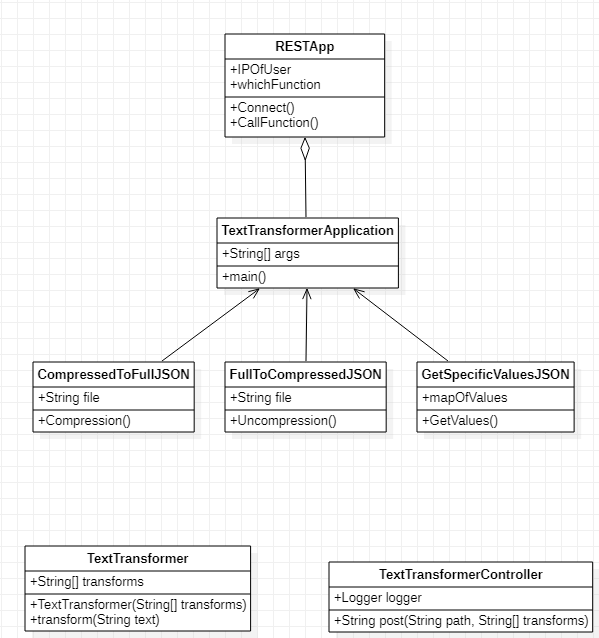 RESTApp
+IPOfUser
+whichFunction
+Connect()
+CallFunction()
TextTransformerApplication
+String[] args
+main()
CompressedToFullJSON
+String file
+Compression()
FullToCompressedJSON
+String file
+Uncompression()
GetSpecificValuesJSON
+mapOfValues
+GetValues()
TextTransformer
+String[] transforms
+TextTransformer(String[] transforms)
+transform(String text)
TextTransformerController
+Logger logger
+String post(String path, String[] transforms)